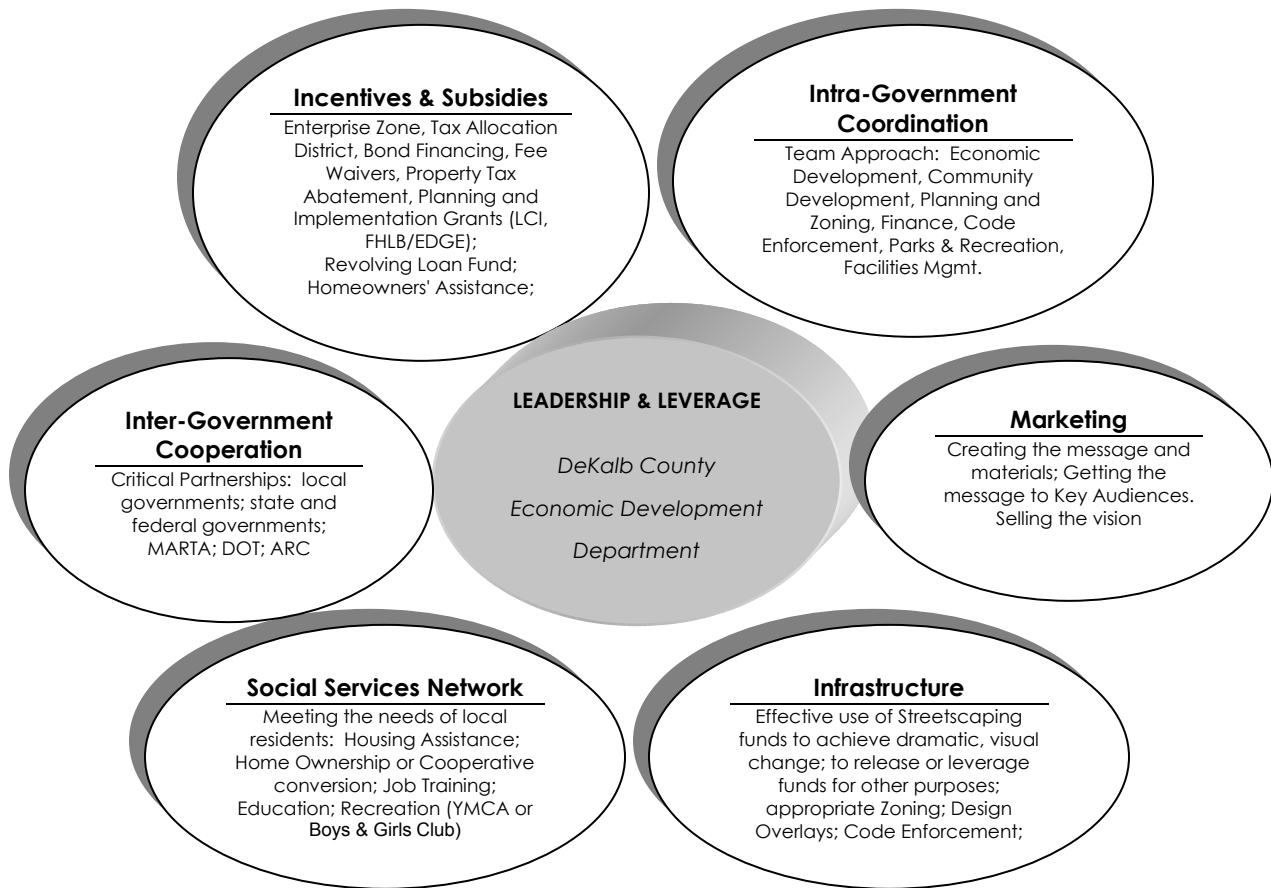 Incentives & Subsidies
Enterprise Zone, Tax Allocation
District, Bond Financing, Fee
Waivers, Property Tax
Abatement, Planning and
Implementation Grants (LCI,
FHLB/EDGE);
Revolving Loan Fund;
Homeowners' Assistance;
Intra-Government
Coordination
Team Approach: Economic
Development, Community
Development, Planning and
Zoning, Finance, Code
Enforcement, Parks & Recreation,
Facilities Mgmt.
Inter-Government
Cooperation
Critical Partnerships: local
governments; state and
federal governments;
MARTA; DOT; ARC
LEADERSHIP & LEVERAGE
DeKalb County
Economic Development
Department
Marketing
Creating the message and
materials; Getting the
message to Key Audiences.
Selling the vision
Social Services Network
Meeting the needs of local
residents: Housing Assistance;
Home Ownership or Cooperative
conversion; Job Training;
Education; Recreation (YMCA or
Boys & Girls Club)
Infrastructure
Effective use of Streetscaping
funds to achieve dramatic, visual
change; to release or leverage
funds for other purposes;
appropriate Zoning; Design
Overlays; Code Enforcement;